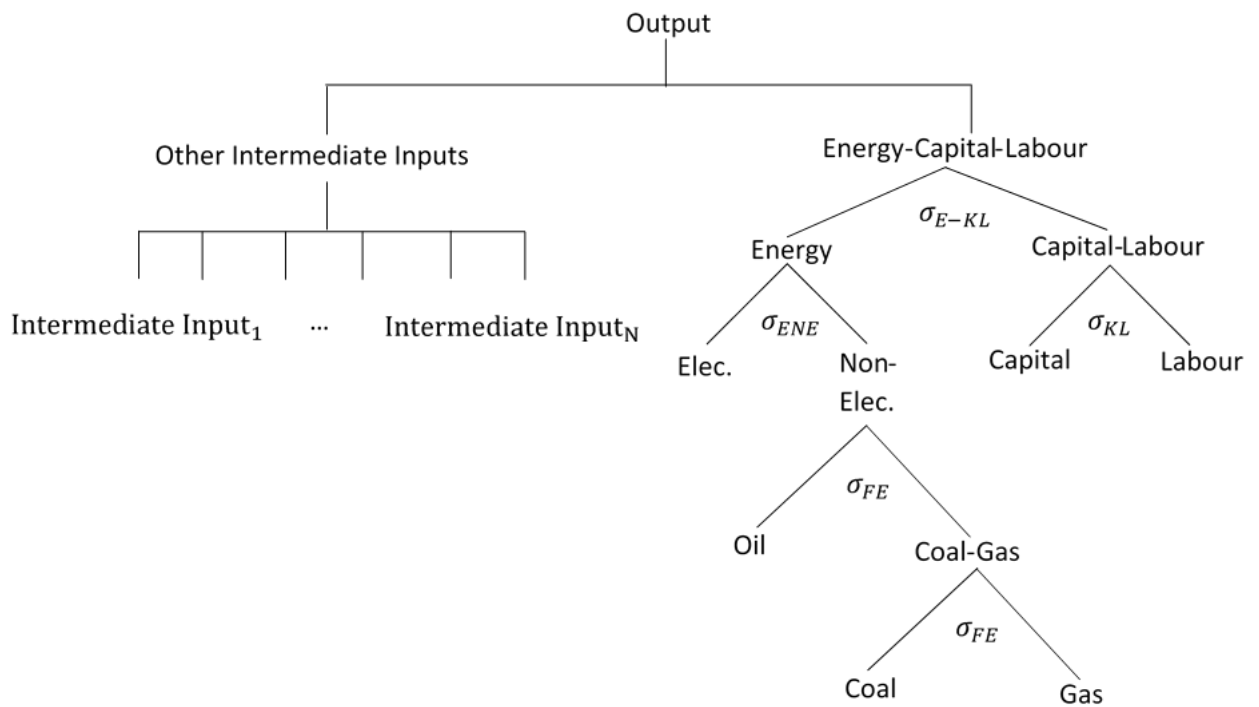 Output
Other Intermediate Inputs
Energy-Capital-Labour
σ_{E−KL}
Energy
Capital-Labour
Intermediate Input₁ ... Intermediate Input_N
σ_{ENE}
σ_{KL}
Elec.
Non-
Elec.
Capital
Labour
σ_{FE}
Oil
Coal-Gas
σ_{FE}
Coal
Gas